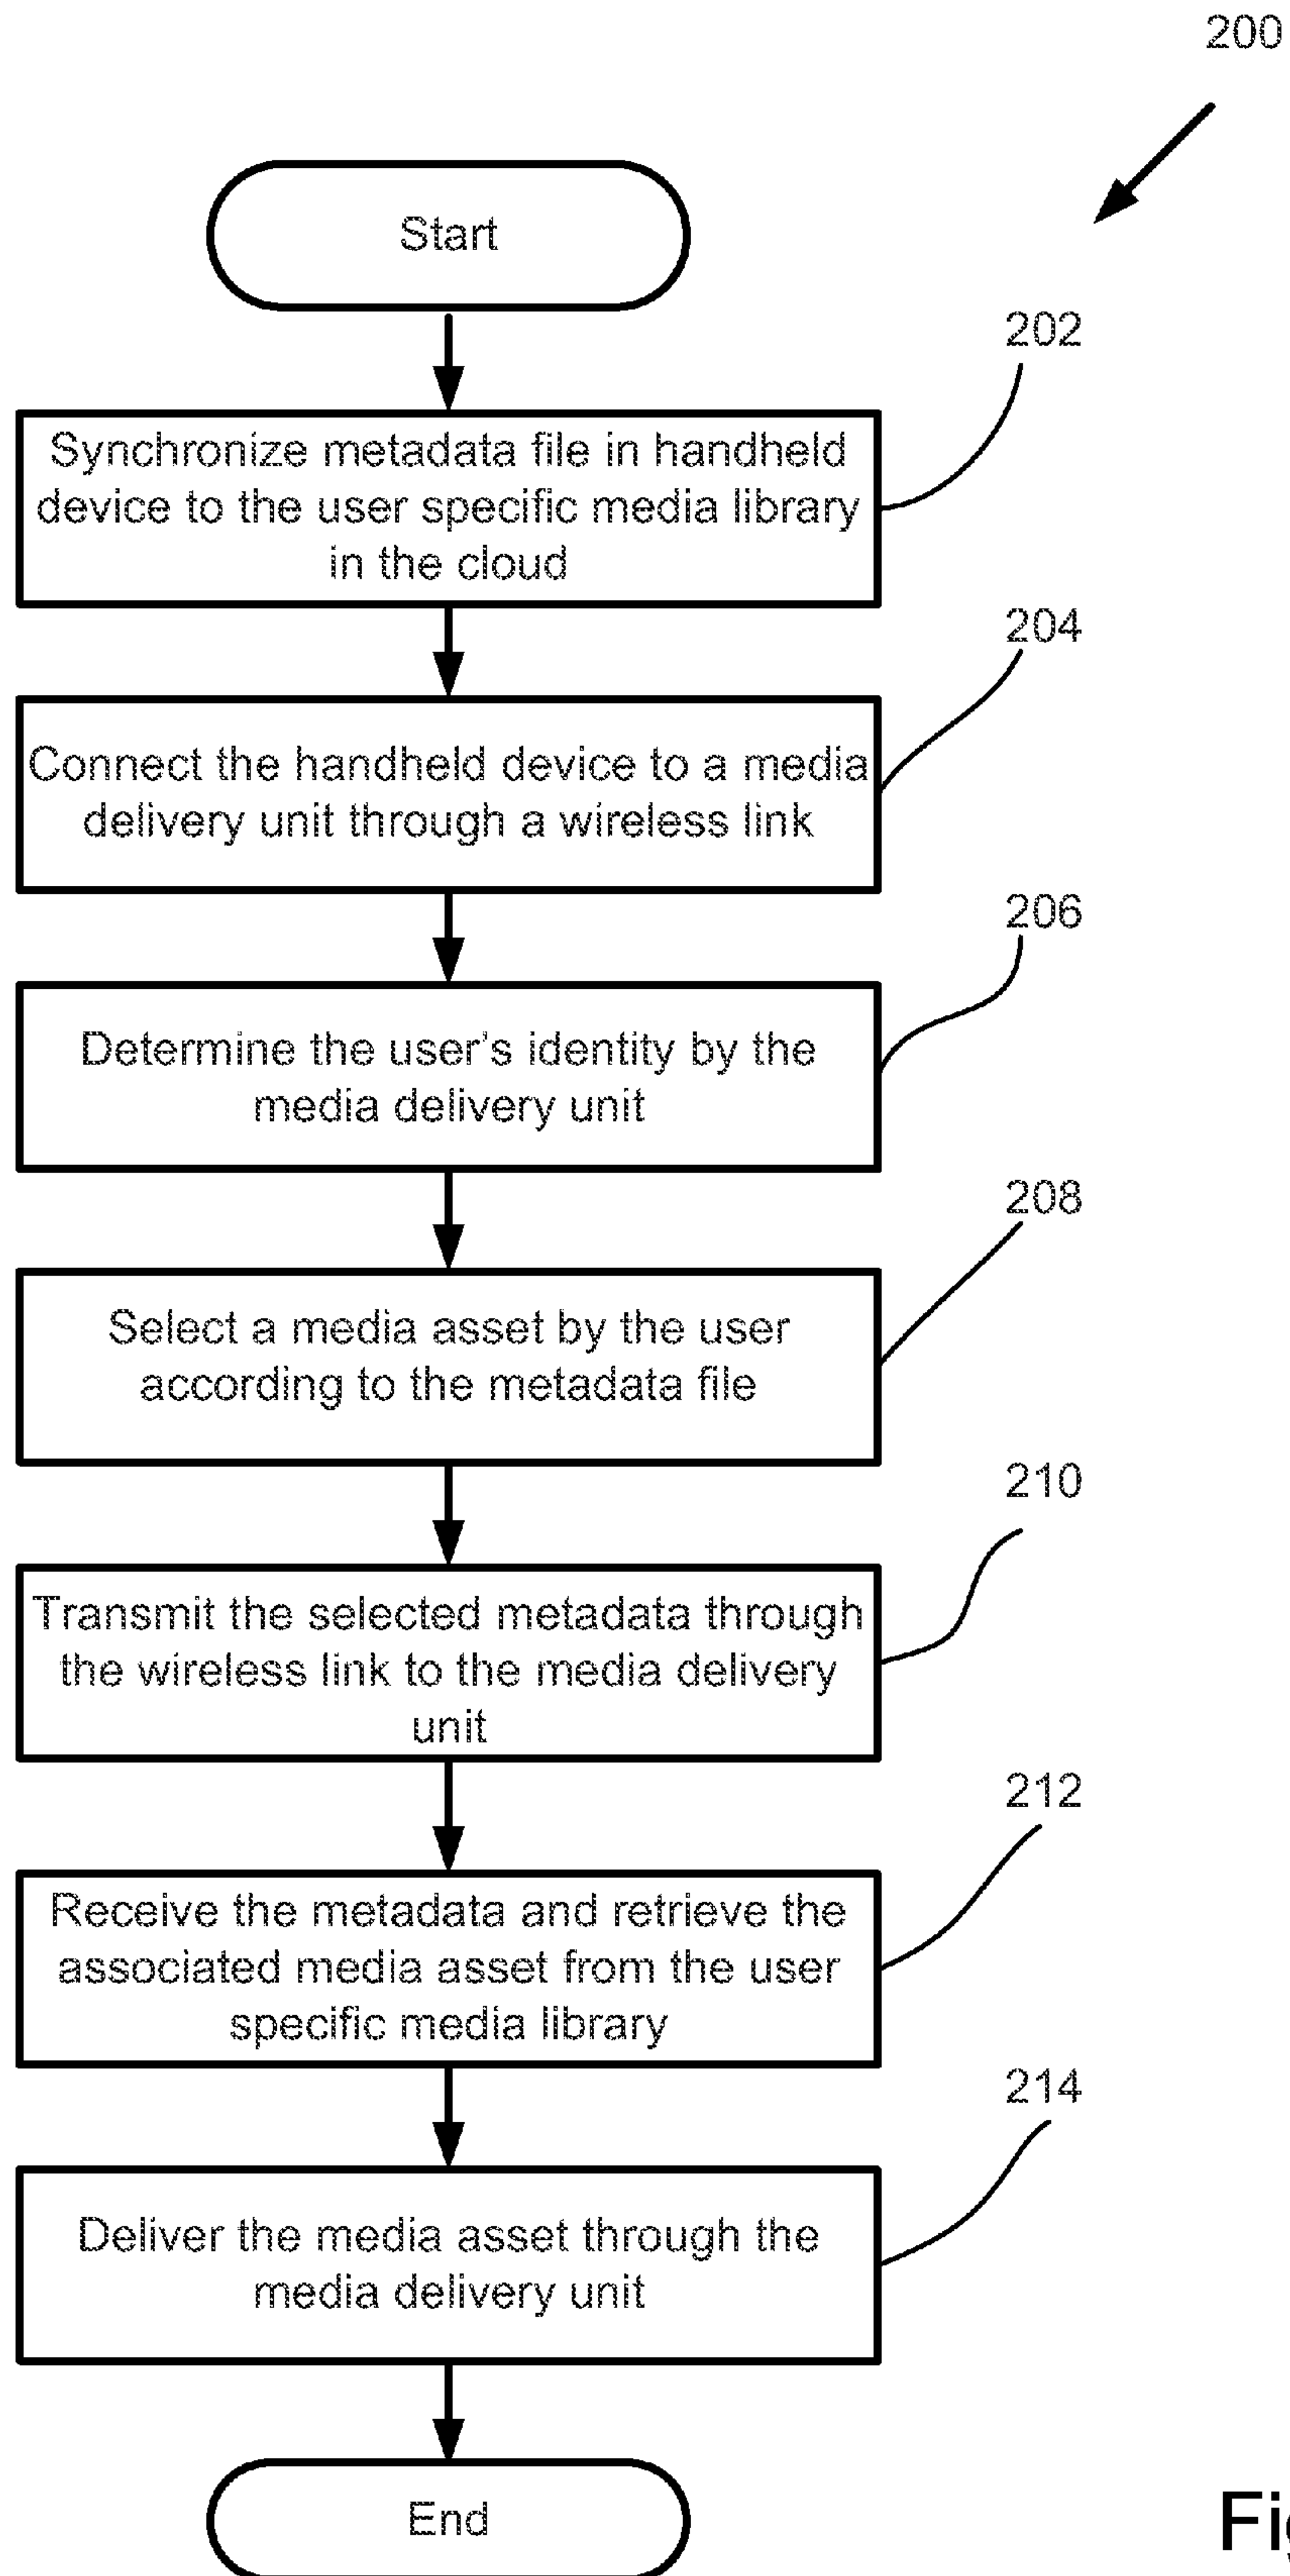 200
Start
202
Synchronize metadata file in handheld
device to the user specific media library
in the cloud
204
Connect the handheld device to a media
delivery unit through a wireless link
206
Determine the user's identity by the
media delivery unit
208
Select a media asset by the user
according to the metadata file
210
Transmit the selected metadata through
the wireless link to the media delivery
unit
212
Receive the metadata and retrieve the
associated media asset from the user
specific media library
214
Deliver the media asset through the
media delivery unit
End